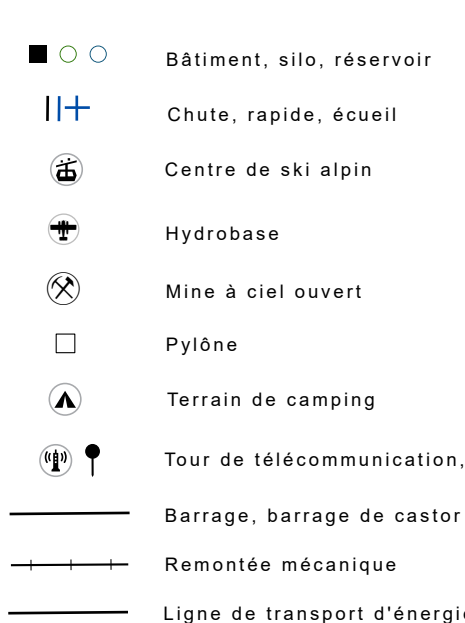 Bâtiment, silo, réservoir
Chute, rapide, écueil
Centre de ski alpin
Hydrobase
Mine à ciel ouvert
Pylône
Terrain de camping
Tour de télécommunication,
Barrage, barrage de castor
Remontée mécanique
Ligne de transport